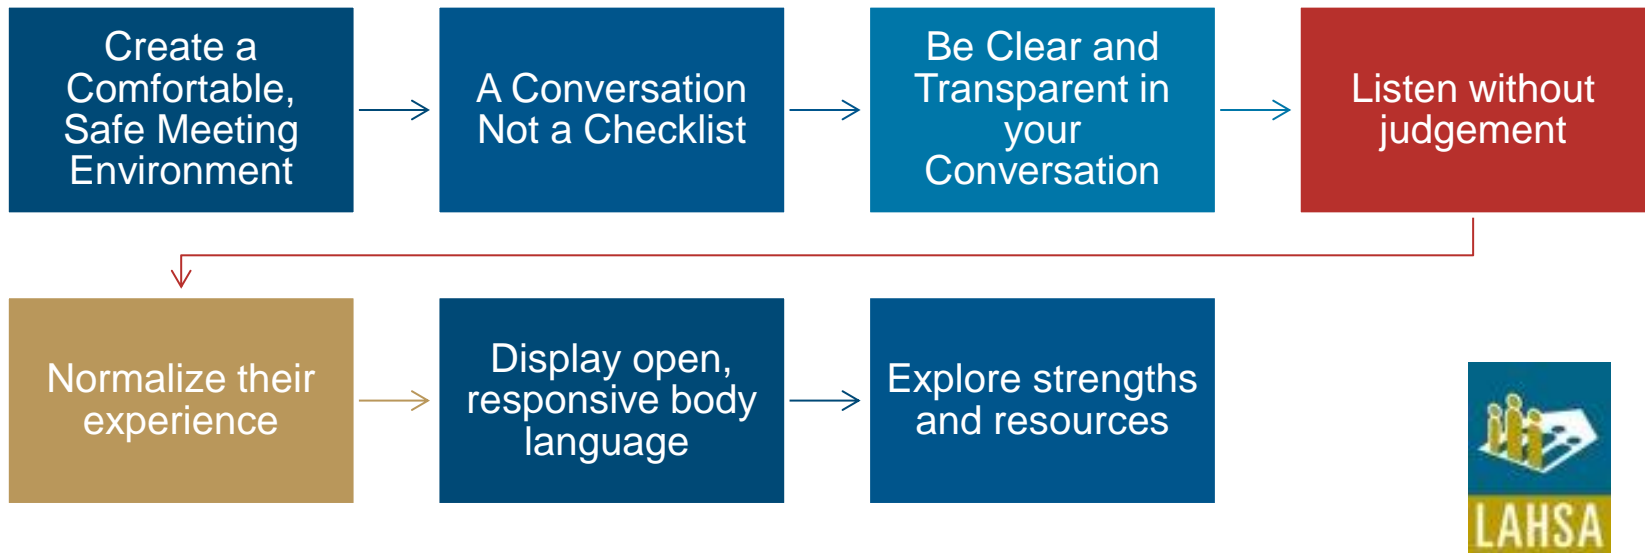 Create a
Comfortable,
Safe Meeting
Environment
A Conversation
Not a Checklist
Be Clear and
Transparent in
your
Conversation
Listen without
judgement
Normalize their
experience
Display open,
responsive body
language
Explore strengths
and resources
LAHSA